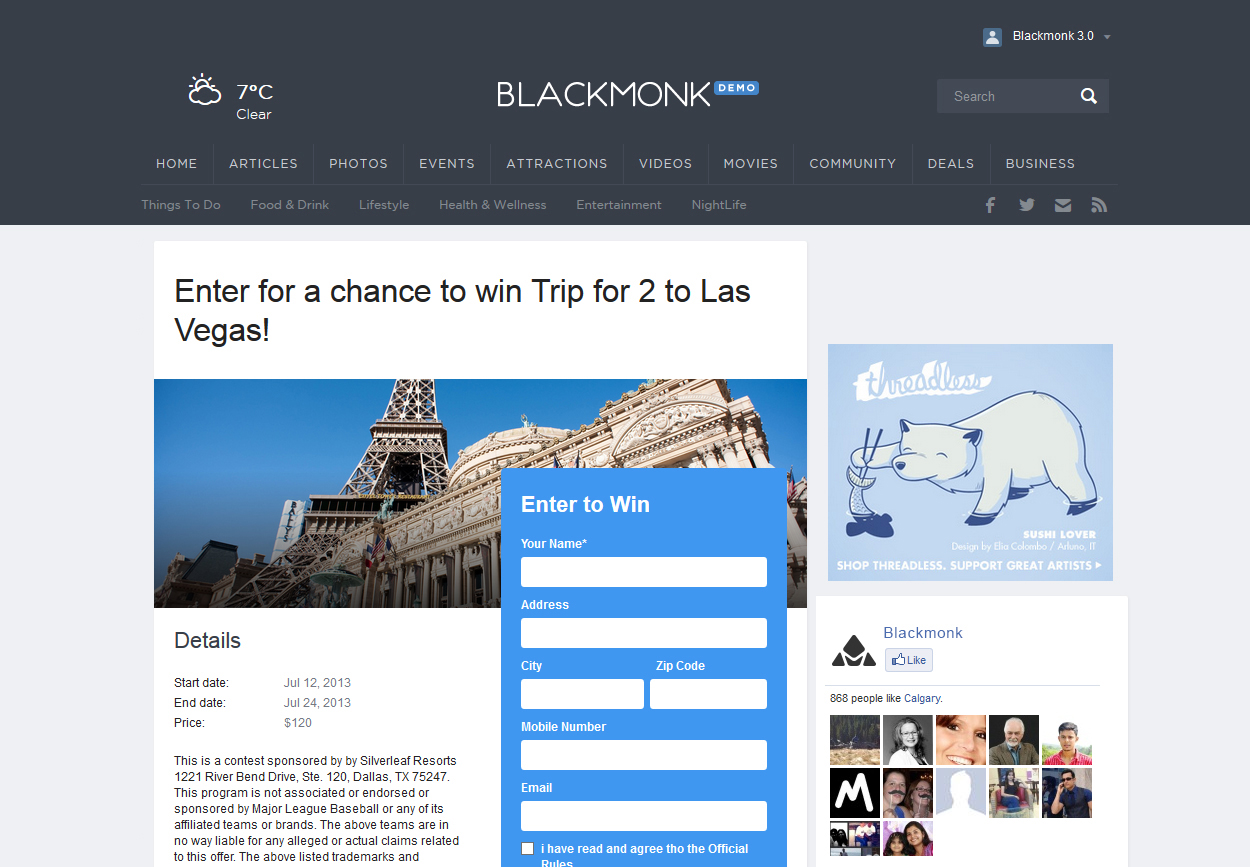 Blackmonk 3.0
7°C
Clear
BLACKMONK DEMO
Search
HOME ARTICLES PHOTOS EVENTS ATTRACTIONS VIDEOS MOVIES COMMUNITY DEALS BUSINESS
Things To Do Food & Drink Lifestyle Health & Wellness Entertainment NightLife
Enter for a chance to win Trip for 2 to Las
Vegas!
BALLYS
Enter to Win
Your Name*
Address
City Zip Code
Mobile Number
Email
i have read and agree tho the Official
Rules
Details
Start date: Jul 12, 2013
End date: Jul 24, 2013
Price: $120
This is a contest sponsored by by Silverleaf Resorts
1221 River Bend Drive, Ste. 120, Dallas, TX 75247.
This program is not associated or endorsed or
sponsored by Major League Baseball or any of its
affiliated teams or brands. The above teams are in
no way liable for any alleged or actual claims related
to this offer. The above listed trademarks and
threadless
SUSHI LOVER
Design by Elia Colombo / Arluno, IT
SHOP THREADLESS. SUPPORT GREAT ARTISTS
Blackmonk
Like
868 people like Calgary.